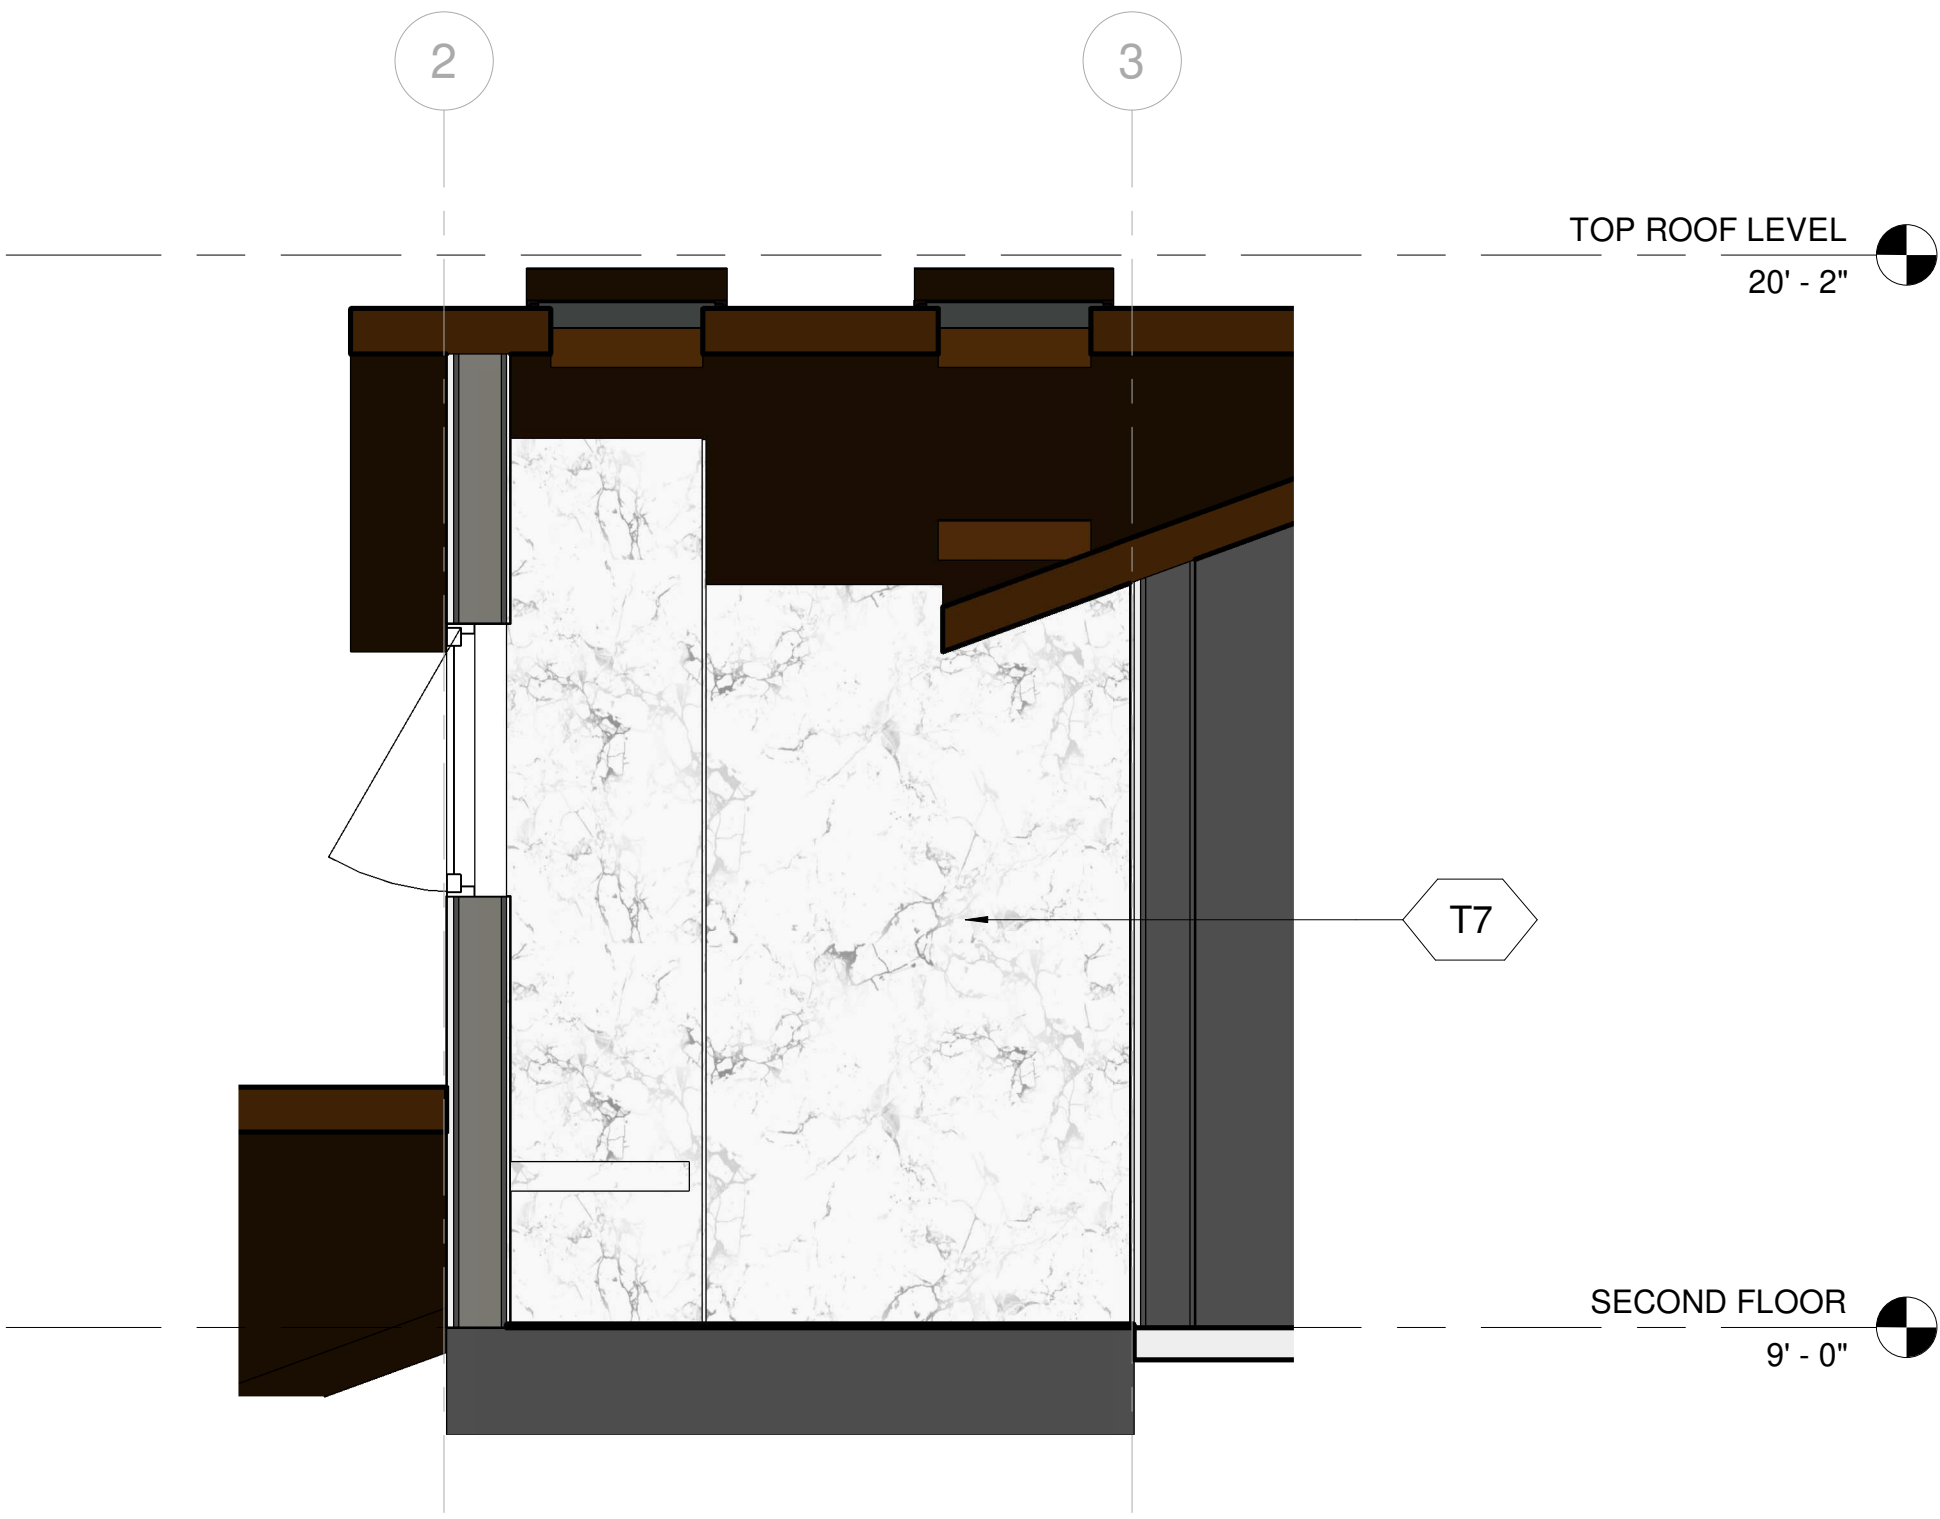 2
3
TOP ROOF LEVEL
20' - 2"
T7
SECOND FLOOR
9' - 0"